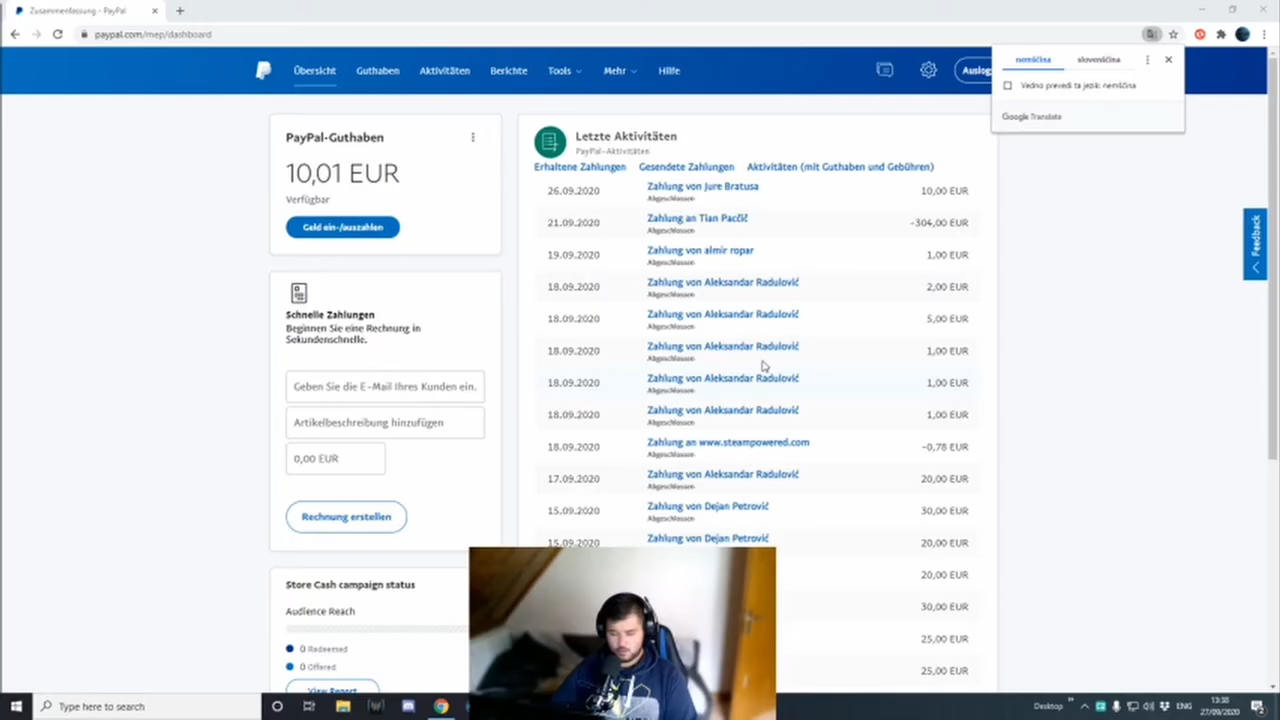 Zusammenfassung - PayPal
paypal.com/mep/dashboard
Übersicht Guthaben Aktivitäten Berichte Tools Mehr Hilfe
nemščina slovenščina
Vedno prevedi ta jezik: nemščina
Google Translate
PayPal-Guthaben
10,01 EUR
Verfügbar
Geld ein-/auszahlen
Schnelle Zahlungen
Beginnen Sie eine Rechnung in
Sekundenschnelle.
Geben Sie die E-Mail Ihres Kunden ein.
Artikelbeschreibung hinzufügen
0,00 EUR
Rechnung erstellen
Store Cash campaign status
Audience Reach
0 Redeemed
0 Offered
View Report
Letzte Aktivitäten
PayPal-Aktivitäten
Erhaltene Zahlungen Gesendete Zahlungen Aktivitäten (mit Guthaben und Gebühren)
26.09.2020 Zahlung von Jure Bratusa 10,00 EUR
Abgeschlossen
21.09.2020 Zahlung an Tian Paččič -304,00 EUR
Abgeschlossen
19.09.2020 Zahlung von almir ropar 1,00 EUR
Abgeschlossen
18.09.2020 Zahlung von Aleksandar Radulović 2,00 EUR
Abgeschlossen
18.09.2020 Zahlung von Aleksandar Radulović 5,00 EUR
Abgeschlossen
18.09.2020 Zahlung von Aleksandar Radulović 1,00 EUR
Abgeschlossen
18.09.2020 Zahlung von Aleksandar Radulović 1,00 EUR
Abgeschlossen
18.09.2020 Zahlung von Aleksandar Radulović 1,00 EUR
Abgeschlossen
18.09.2020 Zahlung an www.steampowered.com -0,78 EUR
Abgeschlossen
17.09.2020 Zahlung von Aleksandar Radulović 20,00 EUR
Abgeschlossen
15.09.2020 Zahlung von Dejan Petrović 30,00 EUR
Abgeschlossen
15.09.2020 Zahlung von Dejan Petrović 20,00 EUR
20,00 EUR
30,00 EUR
25,00 EUR
25,00 EUR
Feedback
Type here to search
Desktop
ENG
13:38
27/09/2020